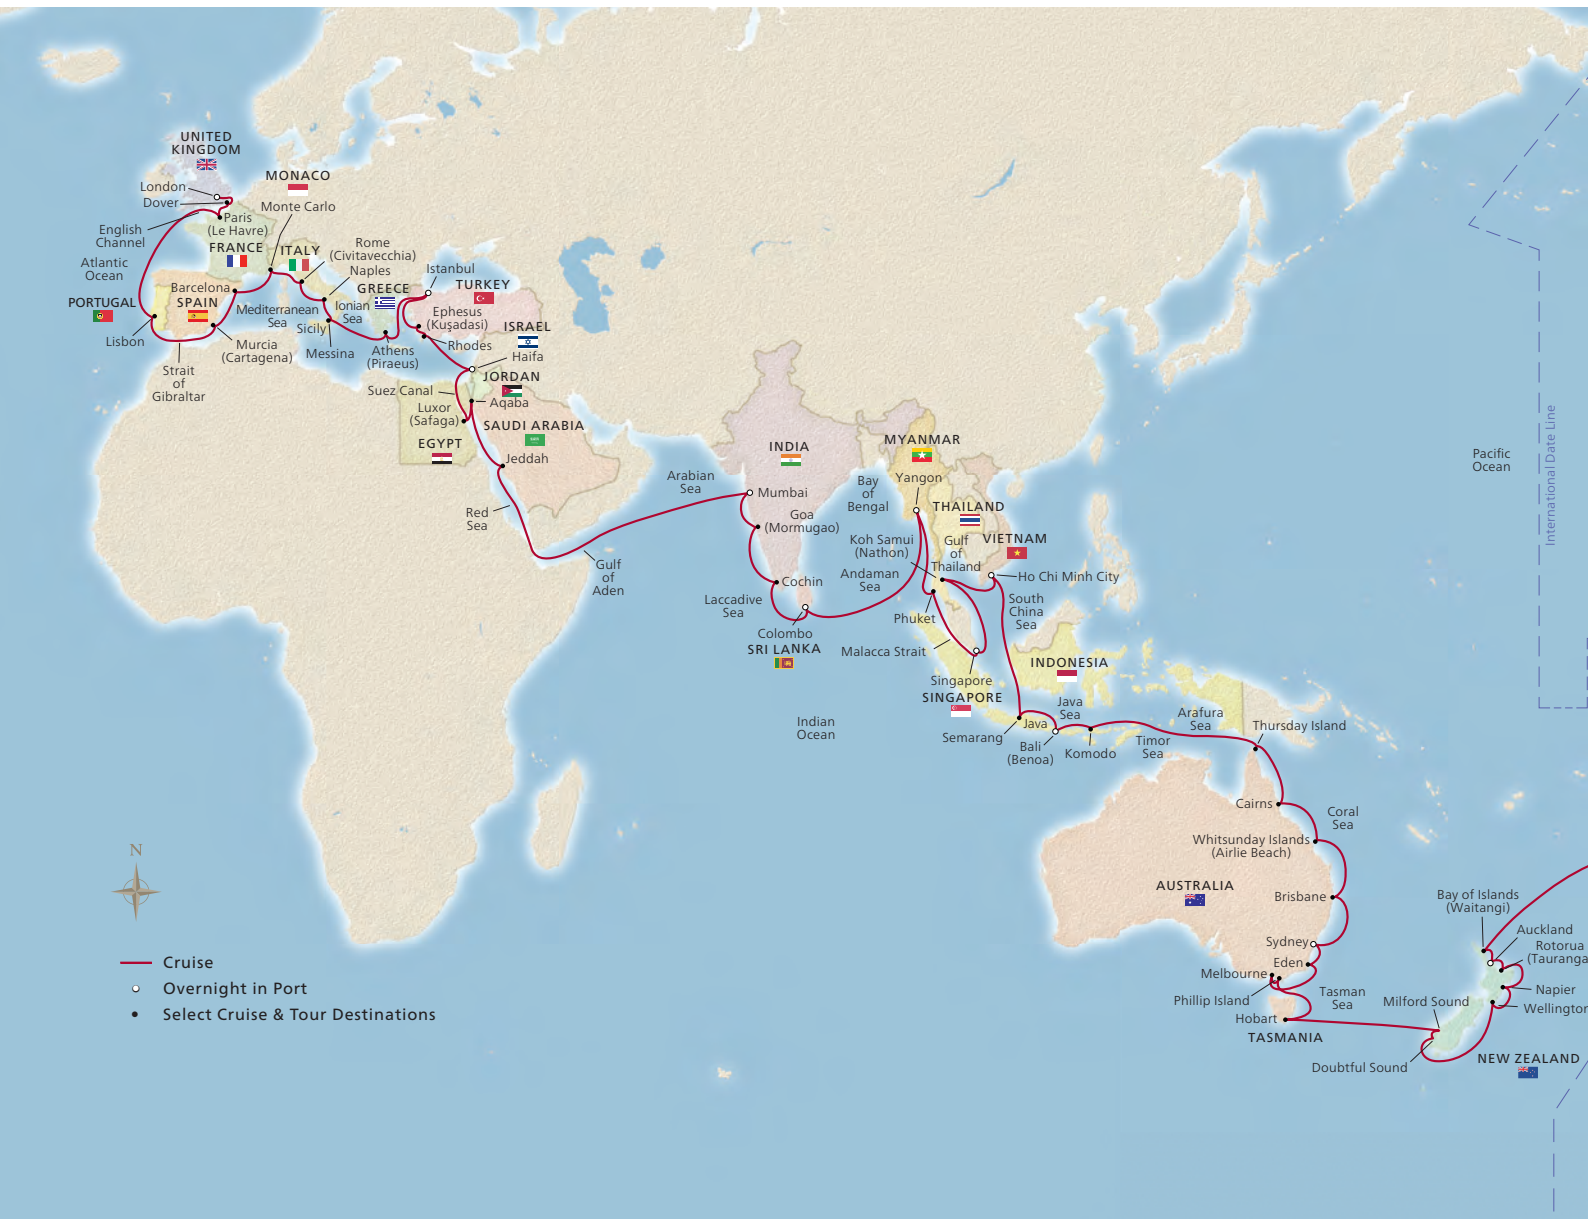 UNITED
KINGDOM
London
Dover
English
Channel
Atlantic
Ocean
Paris
(Le Havre)
FRANCE
MONACO
Monte Carlo
ITALY
Rome
(Civitavecchia)
Naples
PORTUGAL
Lisbon
SPAIN
Barcelona
Murcia
(Cartagena)
Strait
of
Gibraltar
Mediterranean
Sea
Sicily
Messina
Ionian
Sea
GREECE
Athens
(Piraeus)
Istanbul
TURKEY
Ephesus
(Kuşadası)
Rhodes
ISRAEL
Haifa
JORDAN
Aqaba
Suez Canal
Luxor
(Safaga)
EGYPT
SAUDI ARABIA
Jeddah
Red
Sea
Gulf
of
Aden
Arabian
Sea
INDIA
Mumbai
Goa
(Mormugao)
Cochin
Laccadive
Sea
Colombo
SRI LANKA
Indian
Ocean
Bay
of
Bengal
MYANMAR
Yangon
THAILAND
Koh Samui
(Nathon)
Gulf
of
Thailand
Andaman
Sea
Phuket
Malacca Strait
VIETNAM
Ho Chi Minh City
South
China
Sea
Singapore
SINGAPORE
INDONESIA
Java
Sea
Java
Semarang
Bali
(Benoa)
Komodo
Timor
Sea
Arafura
Sea
Thursday Island
Cairns
Coral
Sea
Whitsunday Islands
(Airlie Beach)
AUSTRALIA
Brisbane
Sydney
Eden
Melbourne
Phillip Island
Tasman
Sea
Hobart
TASMANIA
Milford Sound
Doubtful Sound
NEW ZEALAND
Bay of Islands
(Waitangi)
Auckland
Rotorua
(Tauranga
Napier
Wellington
Pacific
Ocean
International Date Line
N
Cruise
Overnight in Port
Select Cruise & Tour Destinations